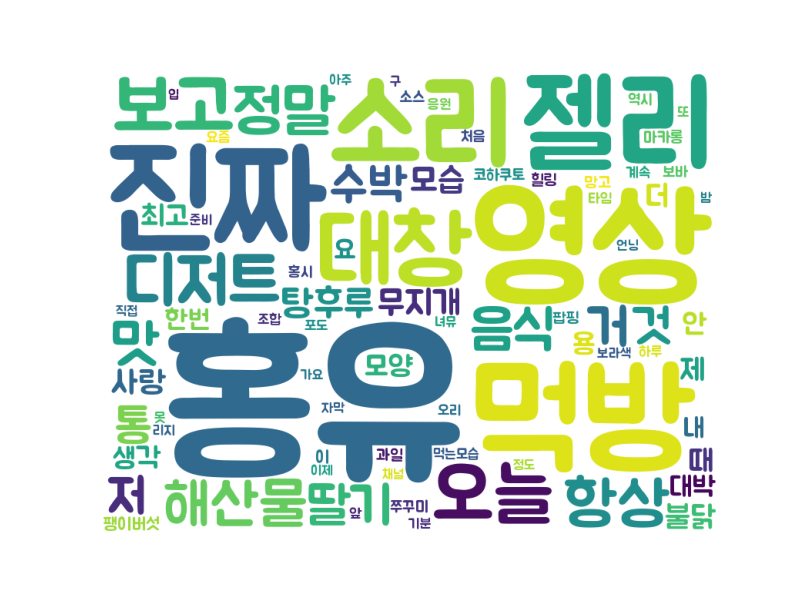 아주 구
입 보고 정말 소리 소스 응원 젤리 역시 또
요즘 처음 마카롱
진짜 수박 모습 코하쿠토 힐링 망고 계속 보바
최고 준비 대창 영상 타임 더 밤
요 언닝
디저트 홍시 탕후루 무지개
직접 한번 조합 포도 녀뮤 음식 팝핑 거 것 안
맛 홍유 모양 먹방 용 보라색 하루
사랑 가요 제
통 못 자막 오리 내
리지
생각 이 과일 먹는모습 때
이제 채널 정도
저 해산물 딸기 앞 쭈꾸미 오늘 항상 대박
팽이버섯 기분 불닭